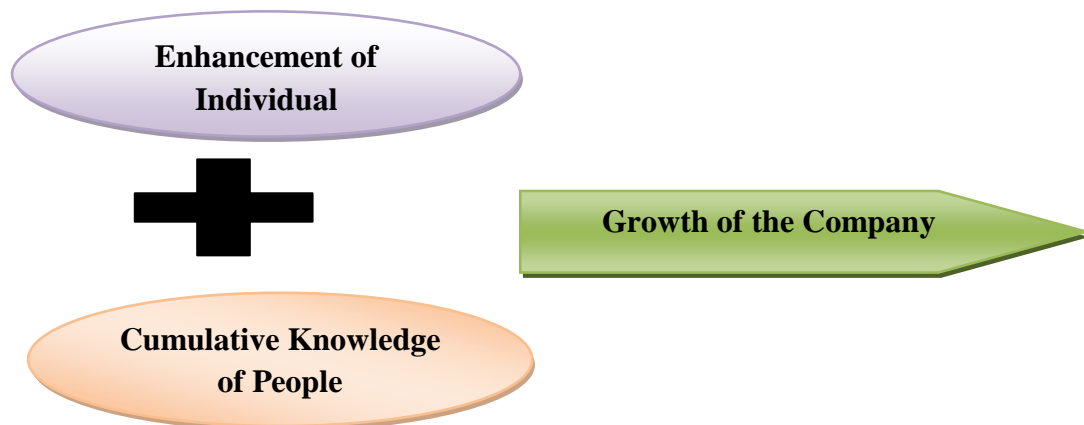 Enhancement of
Individual
Growth of the Company
Cumulative Knowledge
of People